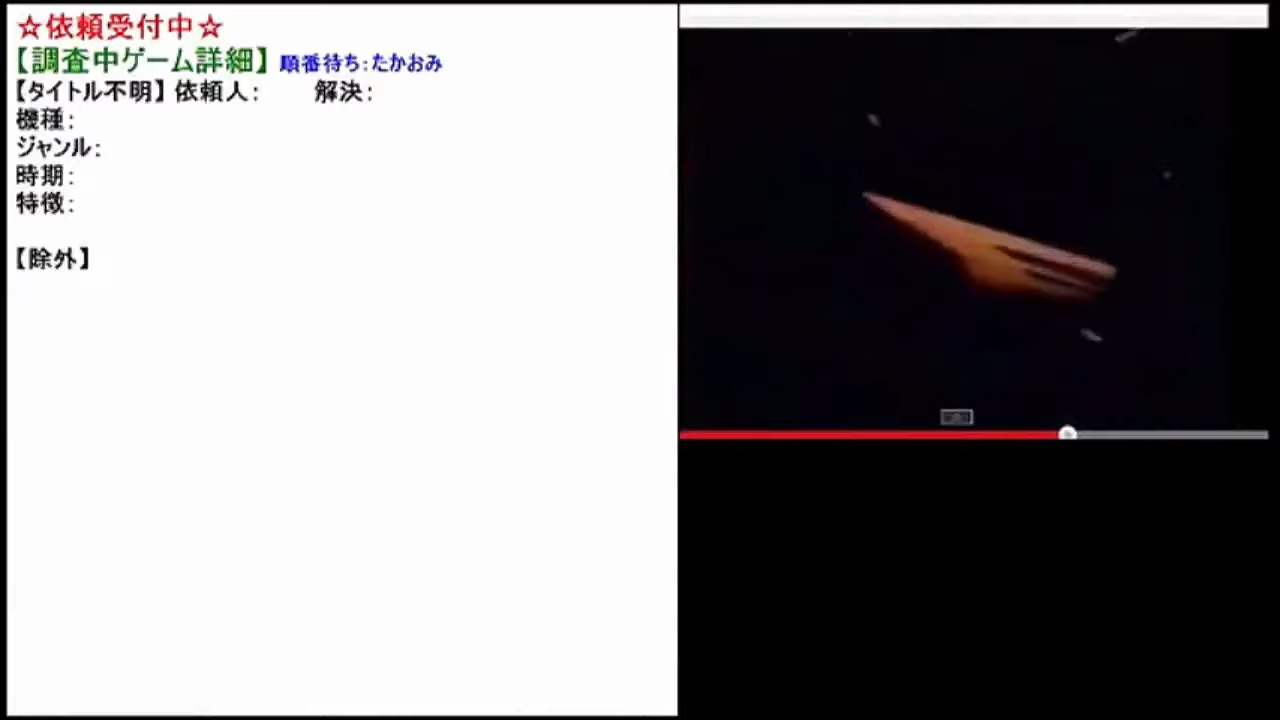 ☆依頼受付中☆
【調査中ゲーム詳細】 順番待ち：たかおみ
【タイトル不明】 依頼人： 解決：
機種：
ジャンル：
時期：
特徴：
【除外】